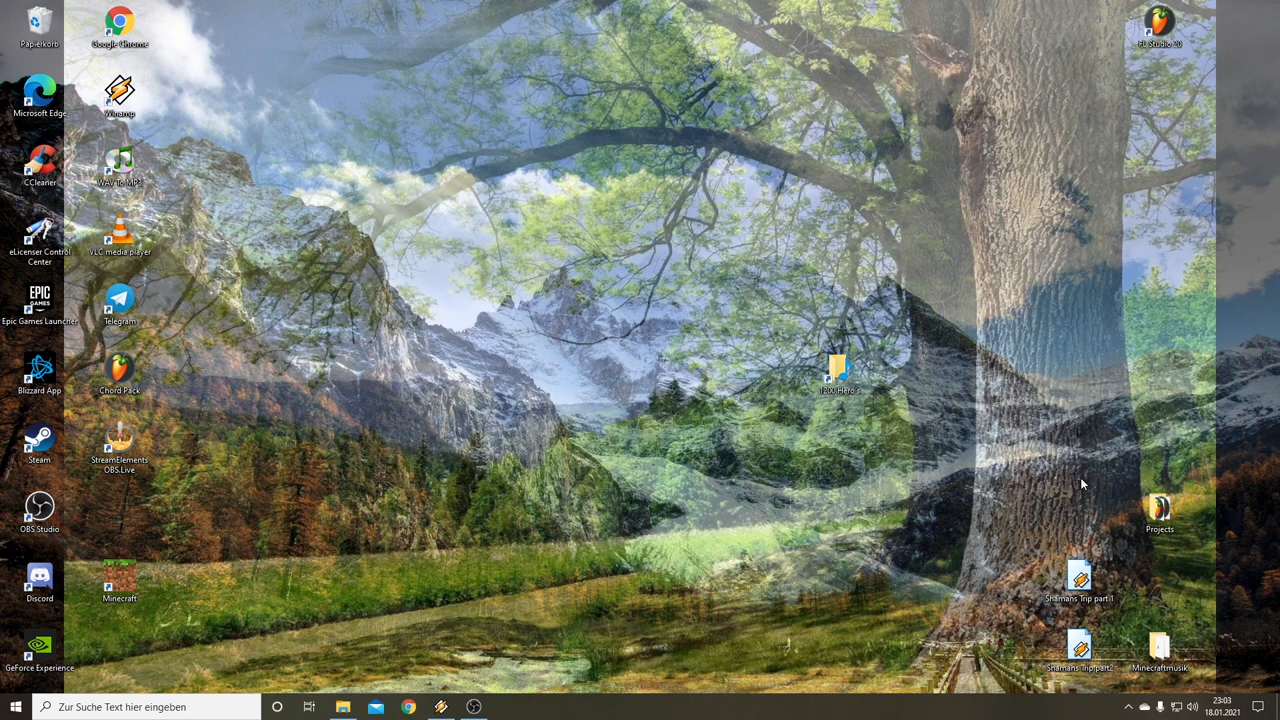 Papierkorb
Google Chrome
FL Studio 20
Microsoft Edge
Winamp
CCleaner
WAV To MP3
eLicenser Control
Center
VLC media player
EPIC
GAMES
Epic Games Launcher
Telegram
Blizzard App
Chord Pack
1200 Hero's
Steam
StreamElements
OBS.Live
OBS Studio
Projects
Discord
Minecraft
Shamans Trip part 1
GeForce Experience
Shamans Trip part2
Minecraftmusik
Zur Suche Text hier eingeben
23:03
18.01.2021